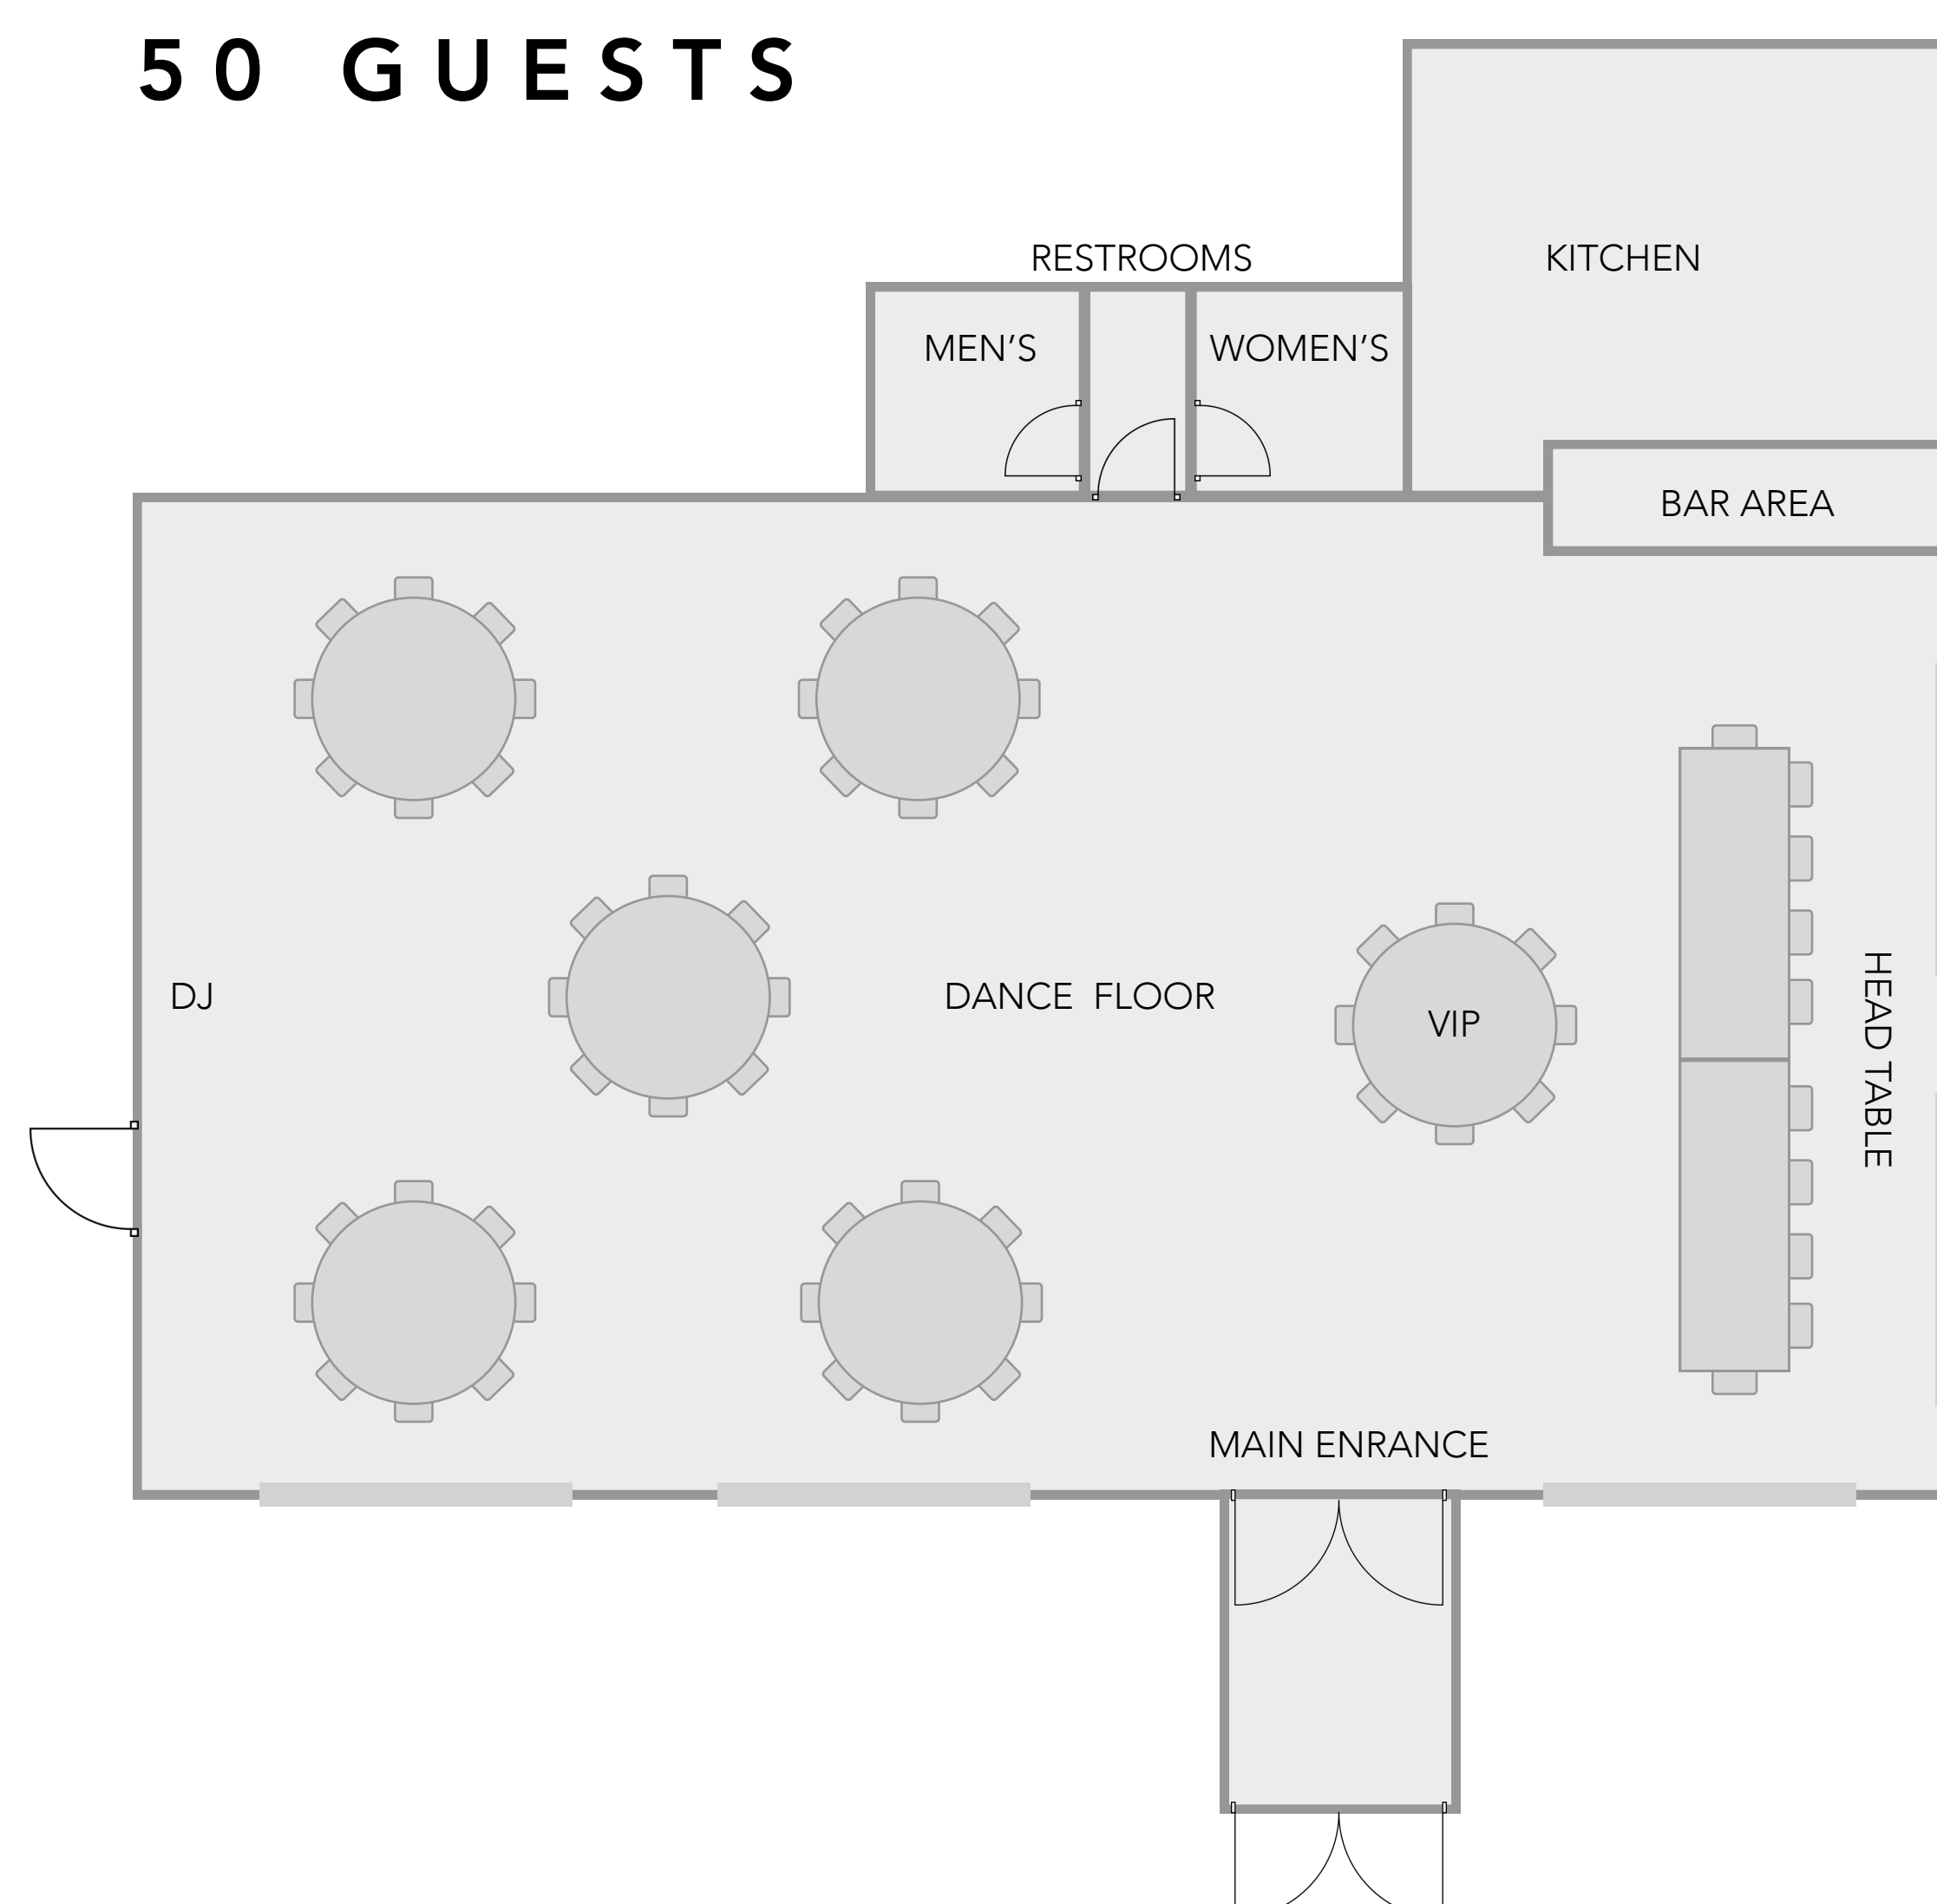 50 GUESTS
RESTROOMS
KITCHEN
MEN’S
WOMEN’S
BAR AREA
DJ
DANCE FLOOR
VIP
HEAD TABLE
MAIN ENRANCE